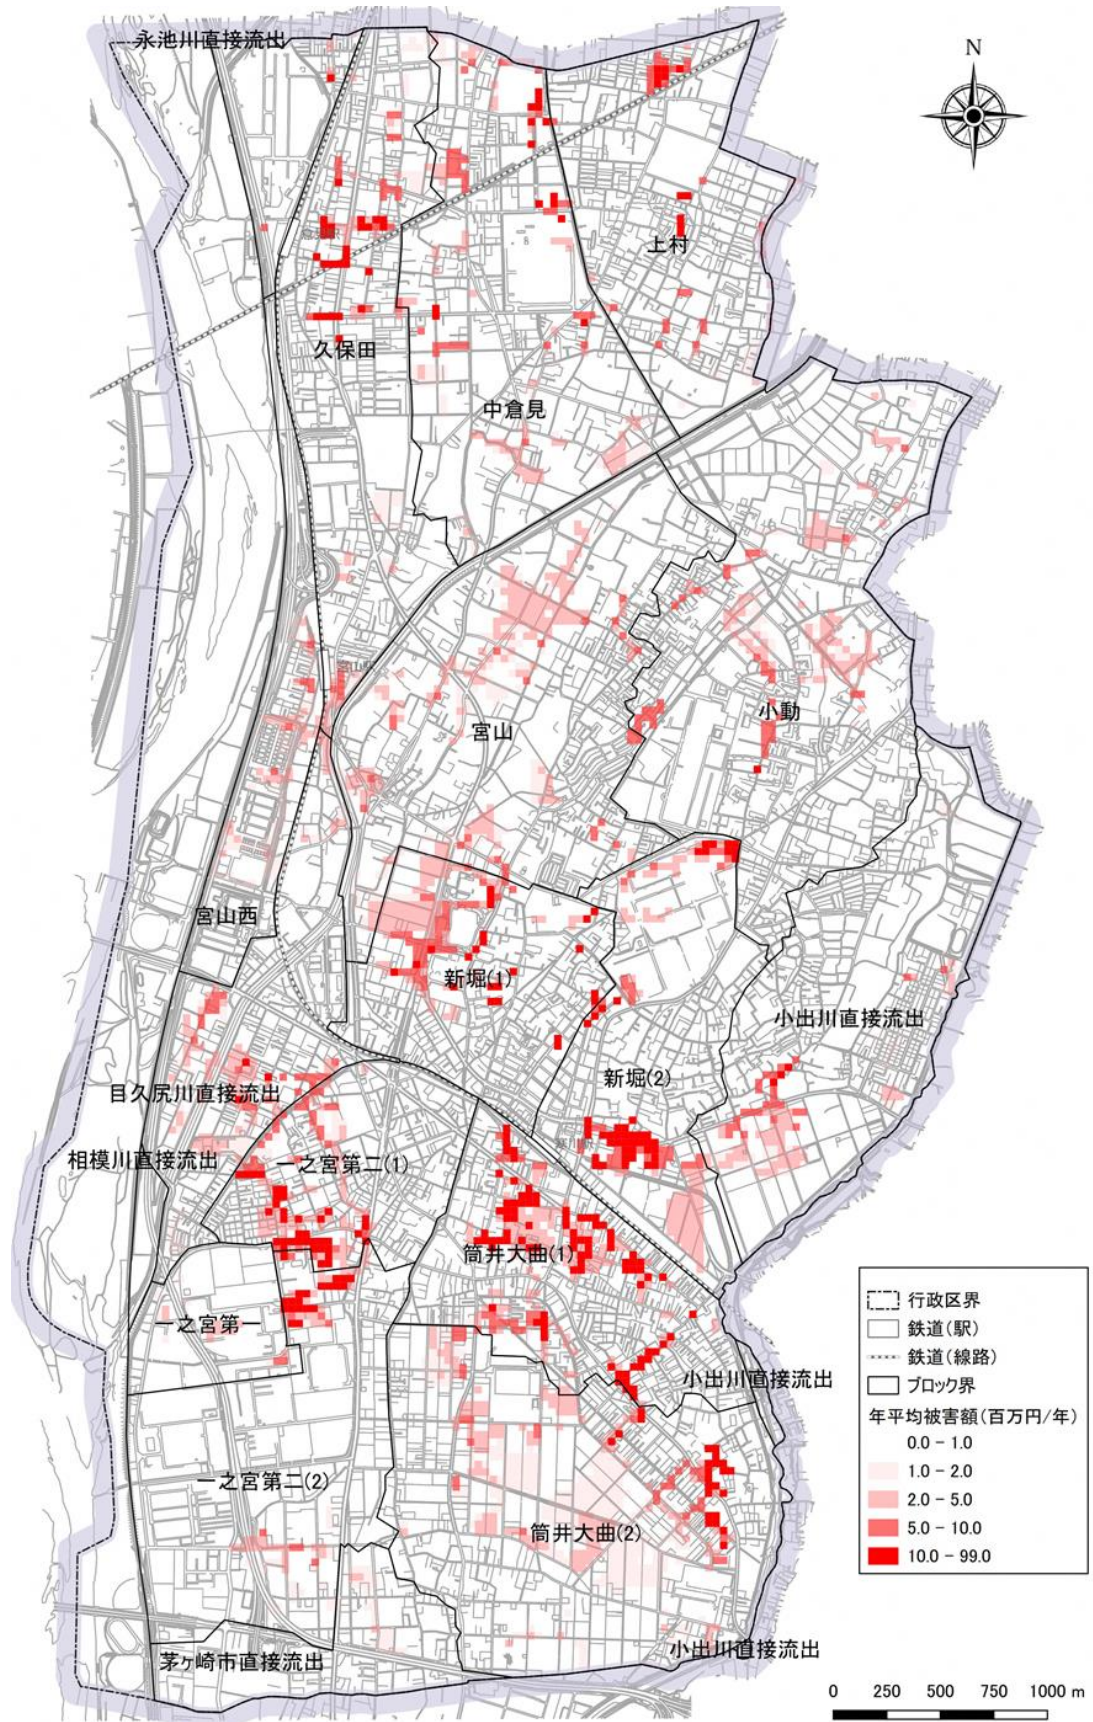 永池川直接流出
N
上村
久保田
中倉見
宮山
小動
宮山西
新堀(1)
小出川直接流出
新堀(2)
目久尻川直接流出
相模川直接流出
一之宮第二(1)
筒井大曲(1)
一之宮第一
小出川直接流出
一之宮第二(2)
筒井大曲(2)
小出川直接流出
茅ヶ崎市直接流出
行政区界
鉄道(駅)
鉄道(線路)
ブロック界
年平均被害額(百万円/年)
0.0 - 1.0
1.0 - 2.0
2.0 - 5.0
5.0 - 10.0
10.0 - 99.0
0 250 500 750 1000 m